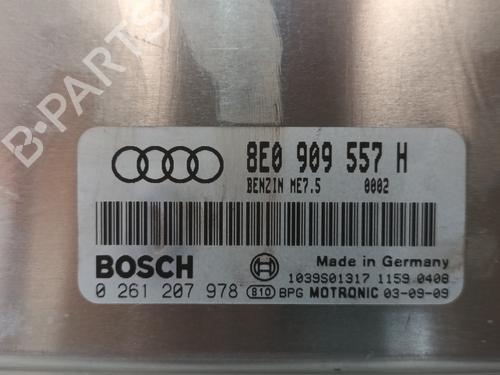 8E0 909 557 H
BENZIN ME7.5 0002
BOSCH
Made in Germany
1039S01317 1159 0408
0 261 207 978 B10 BPG MOTRONIC 03-09-09
B-PARTS